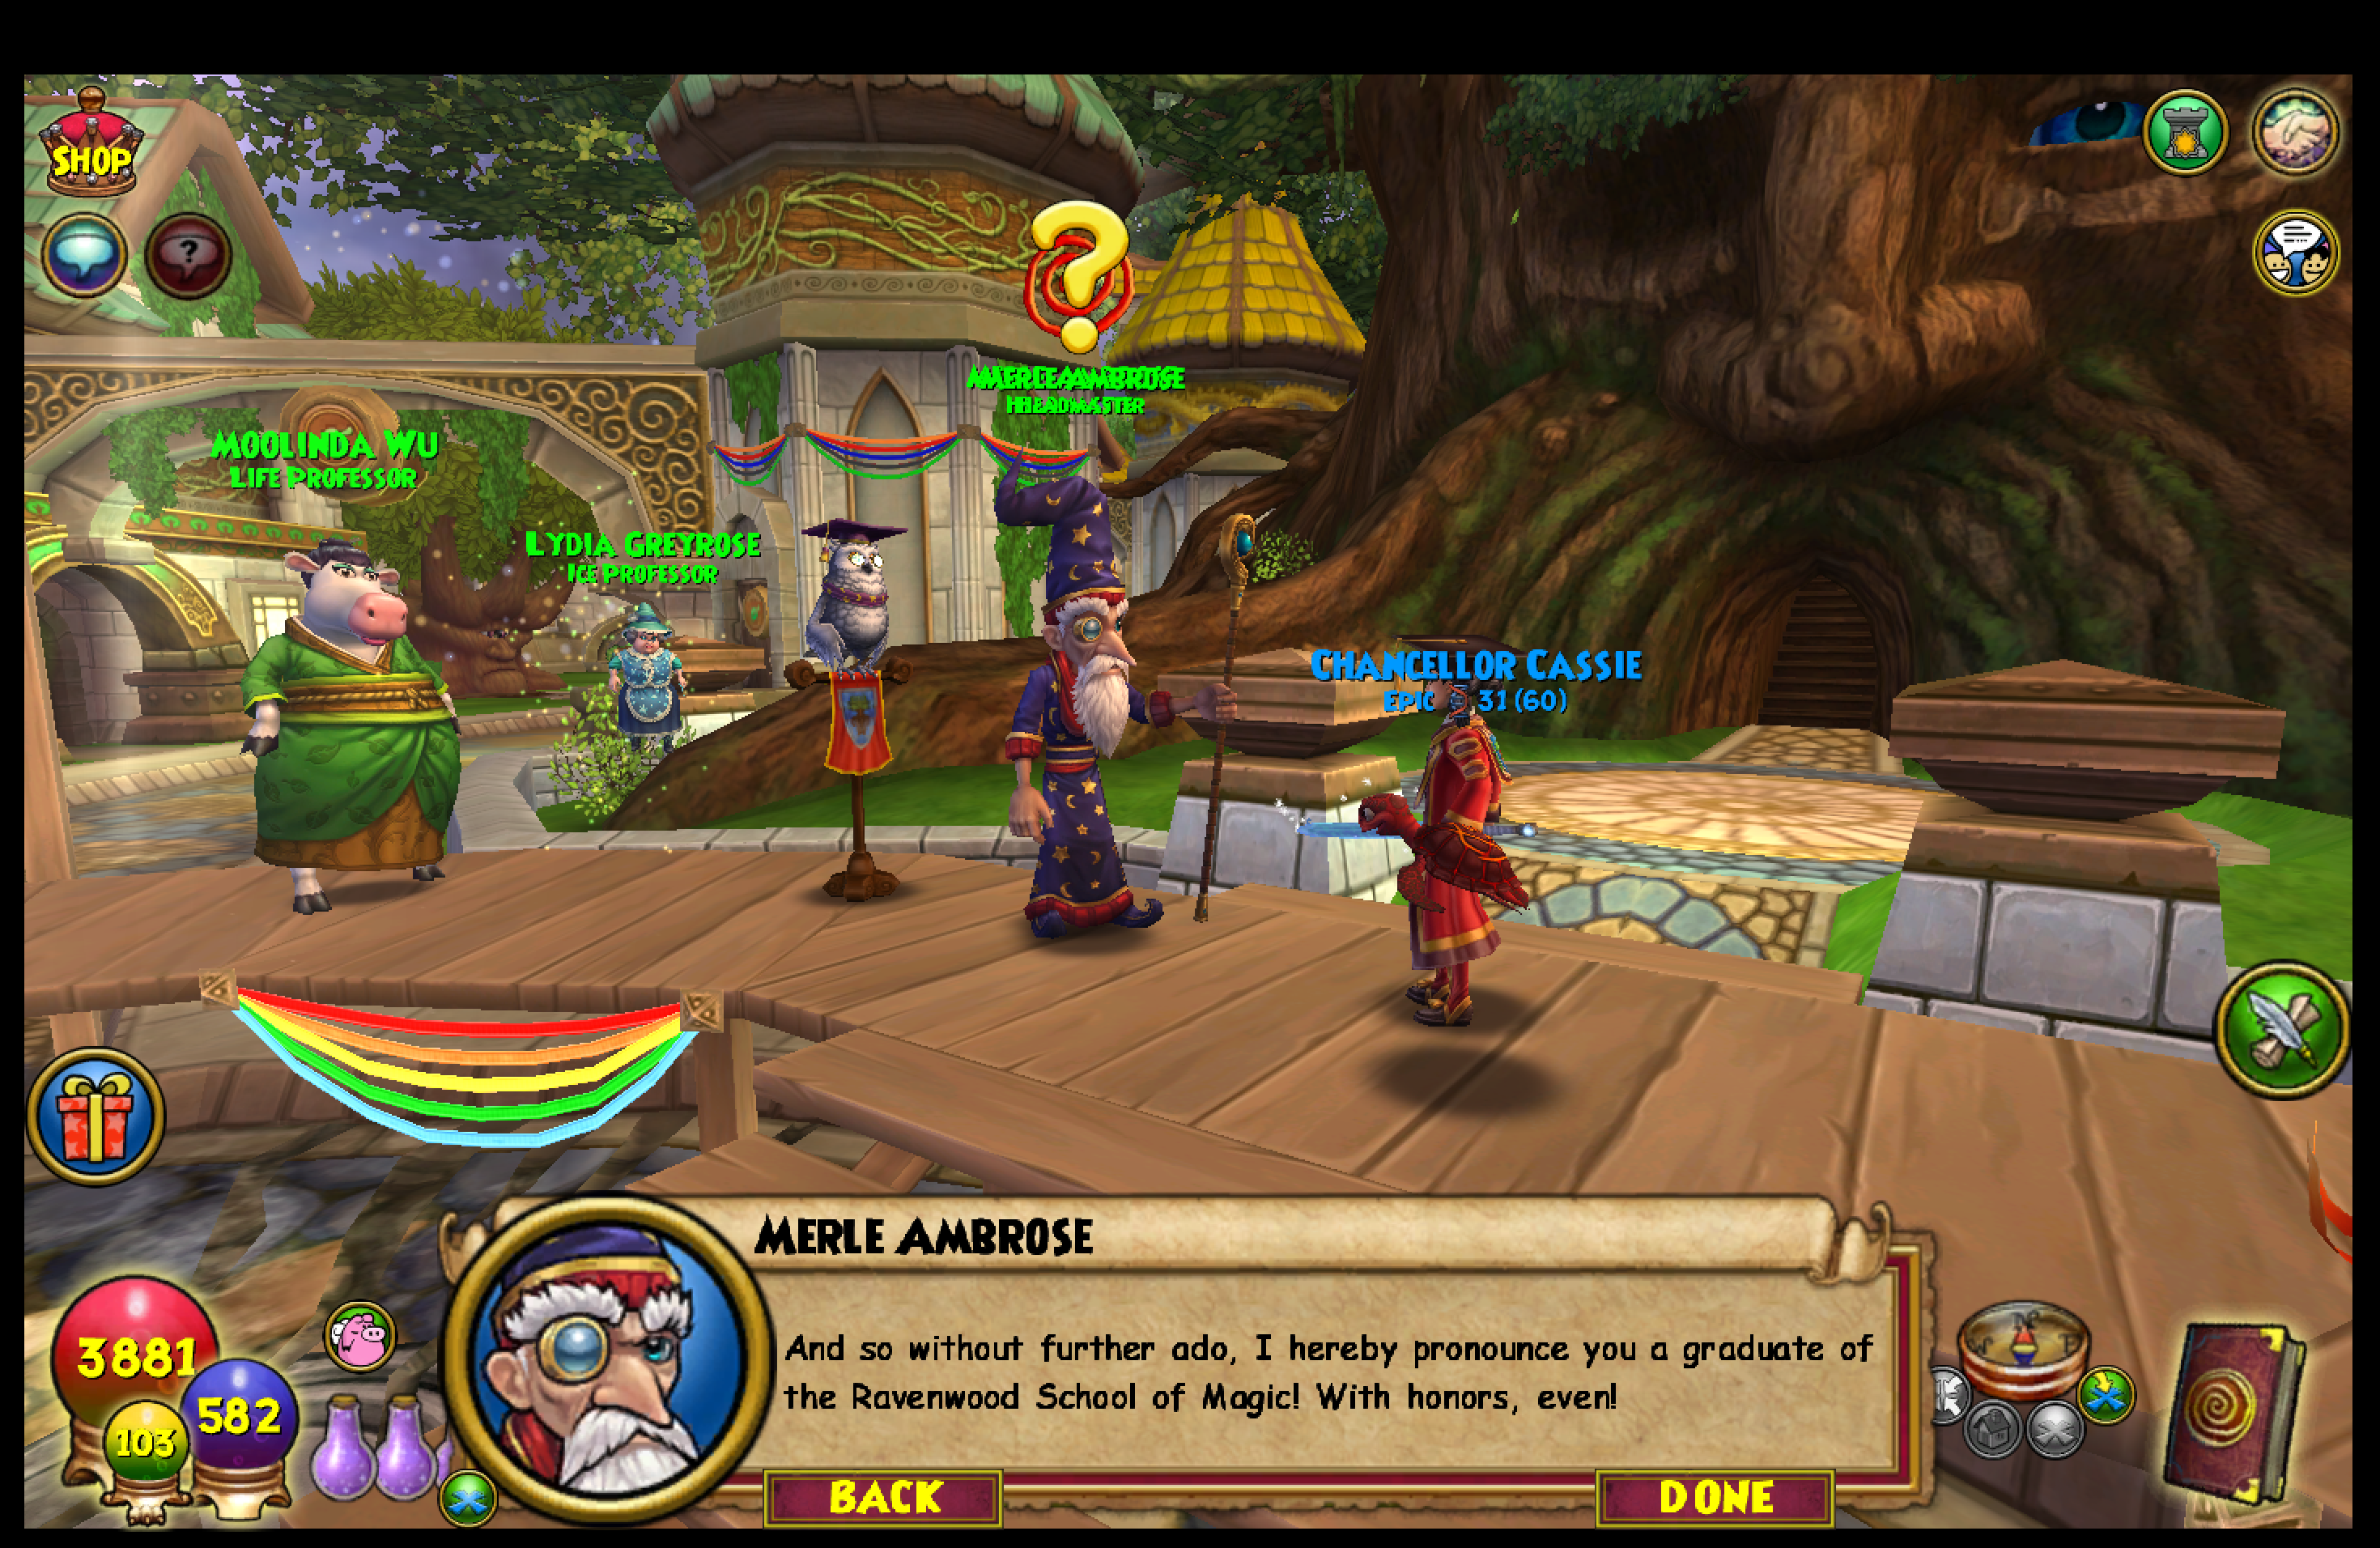 SHOP
?
?
MERLE AMBROSE
HEADMASTER
MOOLINDA WU
LIFE PROFESSOR
LYDIA GREYROSE
ICE PROFESSOR
CHANCELLOR CASSIE
EPIC 31 (60)
MERLE AMBROSE
And so without further ado, I hereby pronounce you a graduate of
the Ravenwood School of Magic! With honors, even!
3881
582
103
BACK
DONE